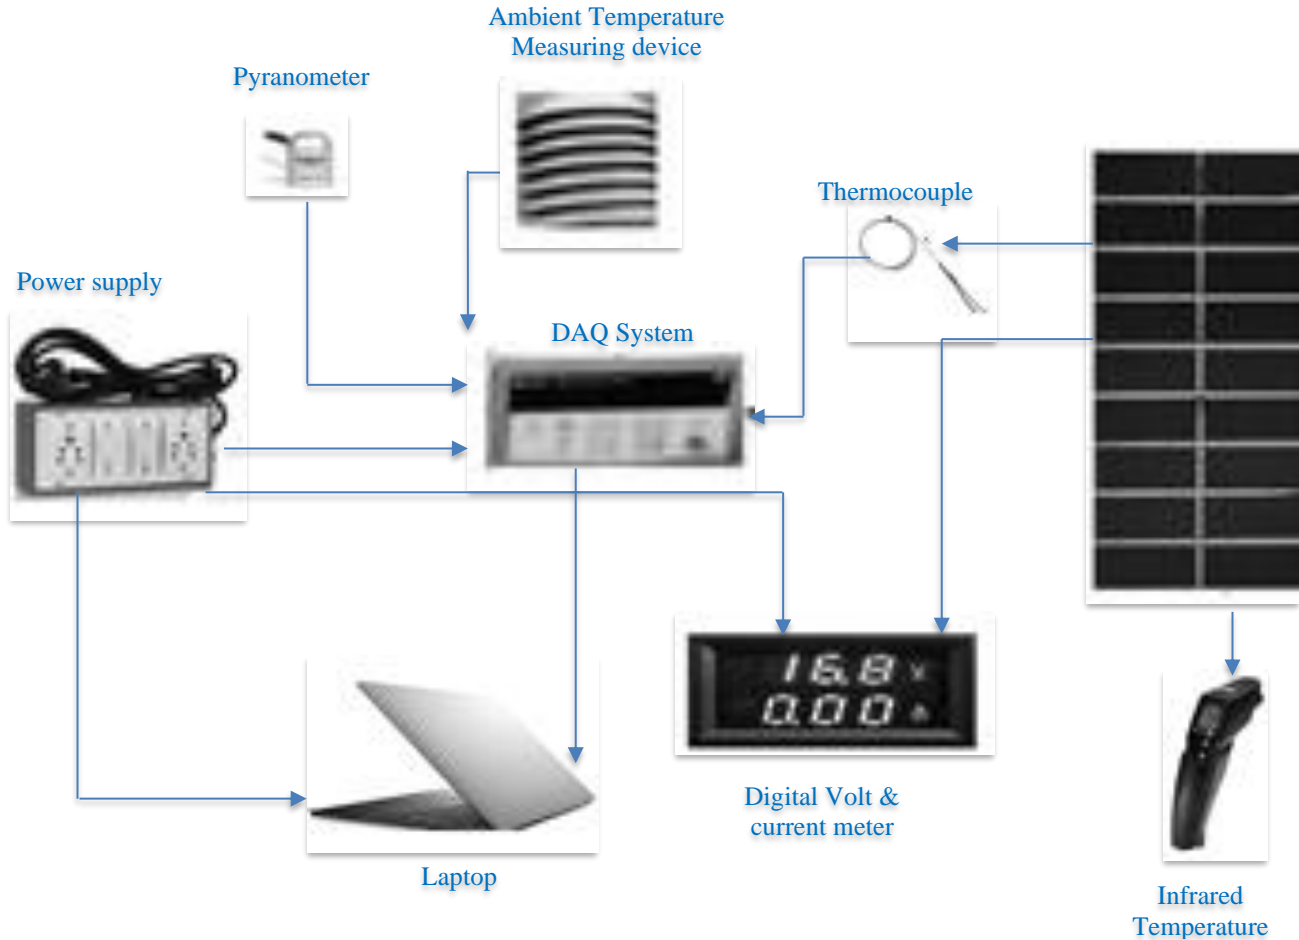 Ambient Temperature
Measuring device
Pyranometer
Thermocouple
Power supply
DAQ System
16.8 V
0.00 A
Digital Volt &
current meter
Laptop
Infrared
Temperature